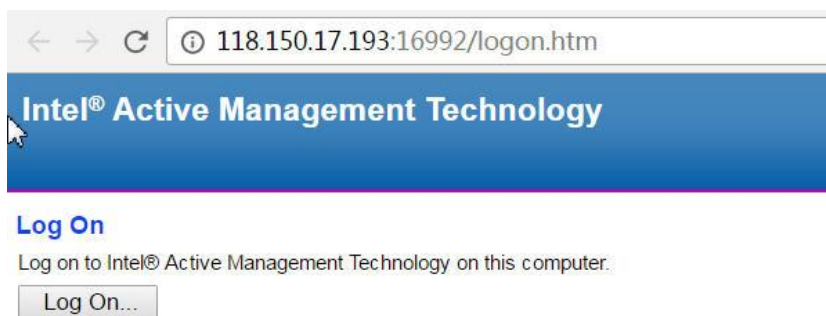 118.150.17.193:16992/logon.htm
Intel® Active Management Technology
Log On
Log on to Intel® Active Management Technology on this computer.
Log On...